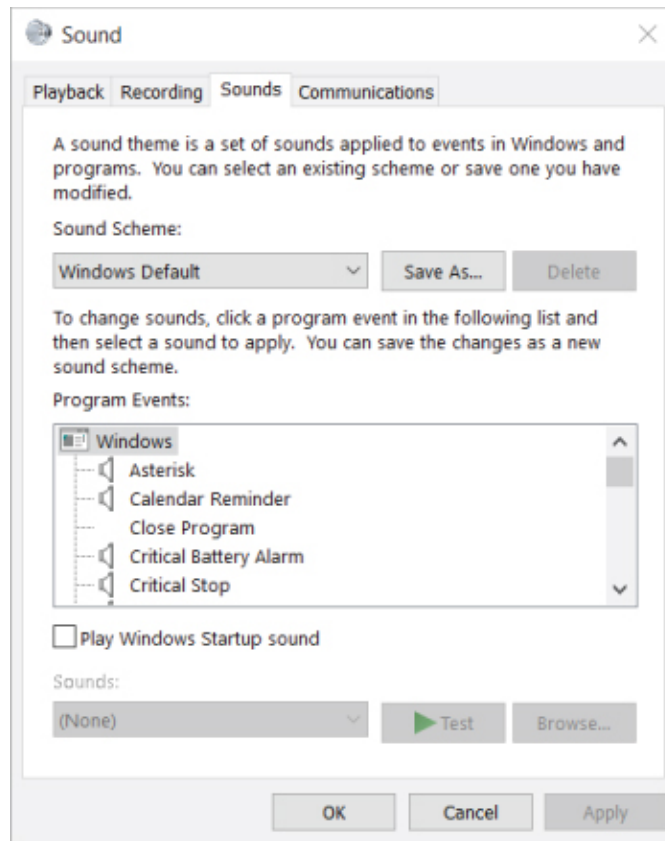 Sound
Playback Recording Sounds Communications
A sound theme is a set of sounds applied to events in Windows and
programs. You can select an existing scheme or save one you have
modified.
Sound Scheme:
Windows Default Save As... Delete
To change sounds, click a program event in the following list and
then select a sound to apply. You can save the changes as a new
sound scheme.
Program Events:
Windows
Asterisk
Calendar Reminder
Close Program
Critical Battery Alarm
Critical Stop
Play Windows Startup sound
Sounds:
(None) Test Browse...
OK Cancel Apply